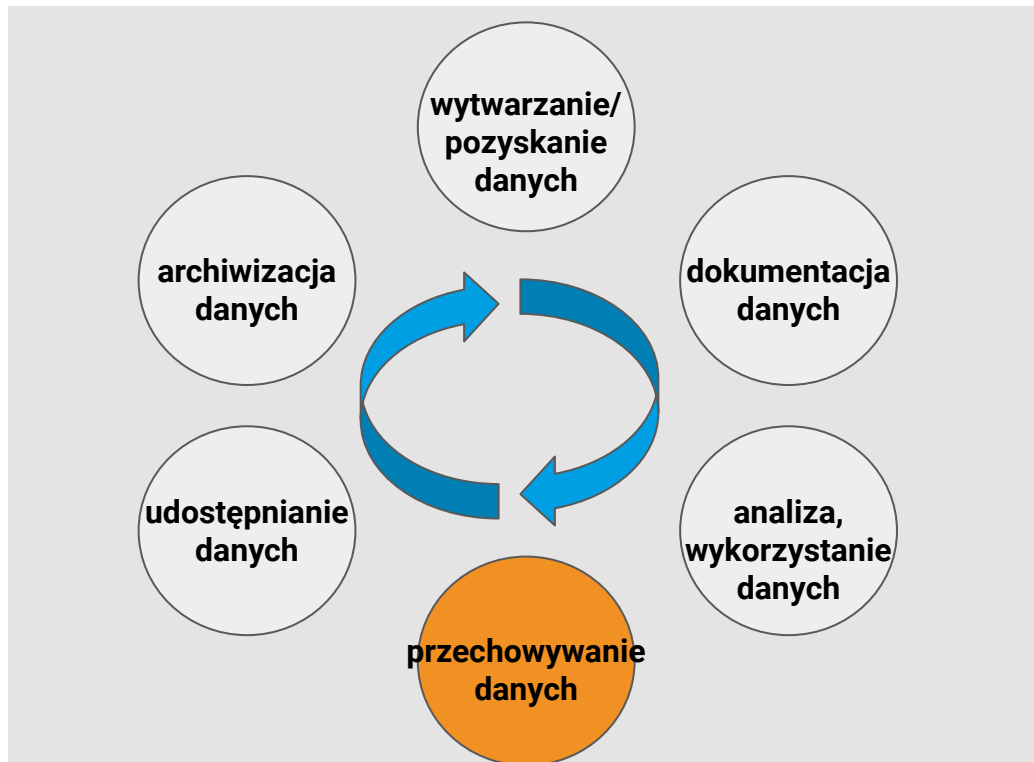 wytwarzanie/
pozyskanie
danych
dokumentacja
danych
analiza,
wykorzystanie
danych
przechowywanie
danych
udostępnianie
danych
archiwizacja
danych